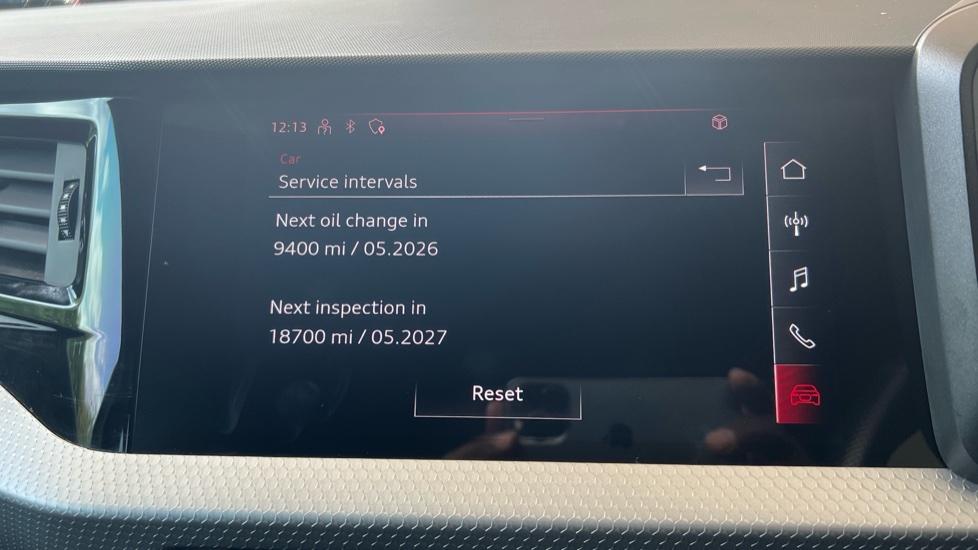 12:13
Car
Service intervals
Next oil change in
9400 mi / 05.2026
Next inspection in
18700 mi / 05.2027
Reset